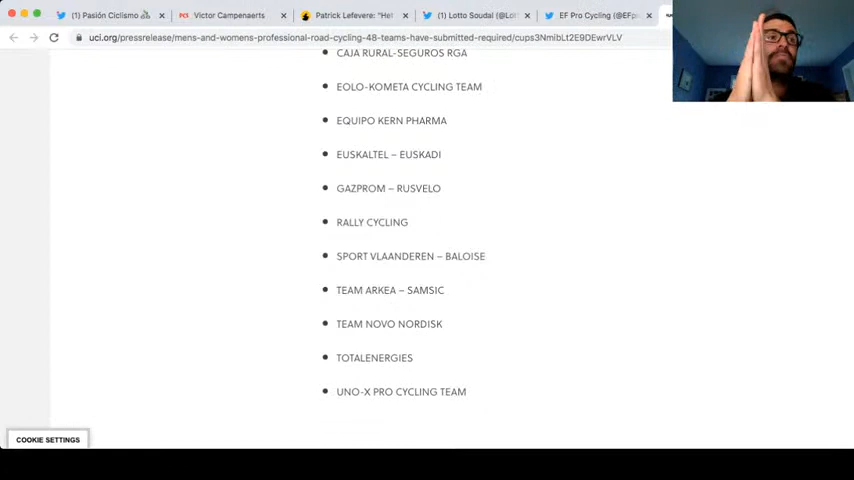 (1) Pasión Ciclismo
PCS Victor Campenaerts
Patrick Lefevere: "Hel
(1) Lotto Soudal (@Lot
EF Pro Cycling (@EFp
uci.org/pressrelease/mens-and-womens-professional-road-cycling-48-teams-have-submitted-required/cups3NmibLt2E9DEwrVLV
CAJA RURAL-SEGUROS RGA
EOLO-KOMETA CYCLING TEAM
EQUIPO KERN PHARMA
EUSKALTEL – EUSKADI
GAZPROM – RUSVELO
RALLY CYCLING
SPORT VLAANDEREN – BALOISE
TEAM ARKEA – SAMSIC
TEAM NOVO NORDISK
TOTALENERGIES
UNO-X PRO CYCLING TEAM
COOKIE SETTINGS